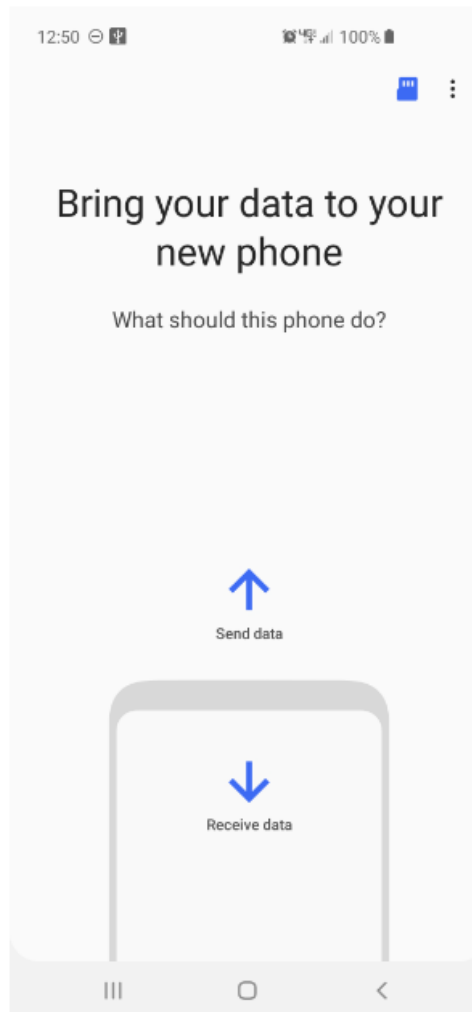 12:50 100%
Bring your data to your
new phone
What should this phone do?
Send data
Receive data